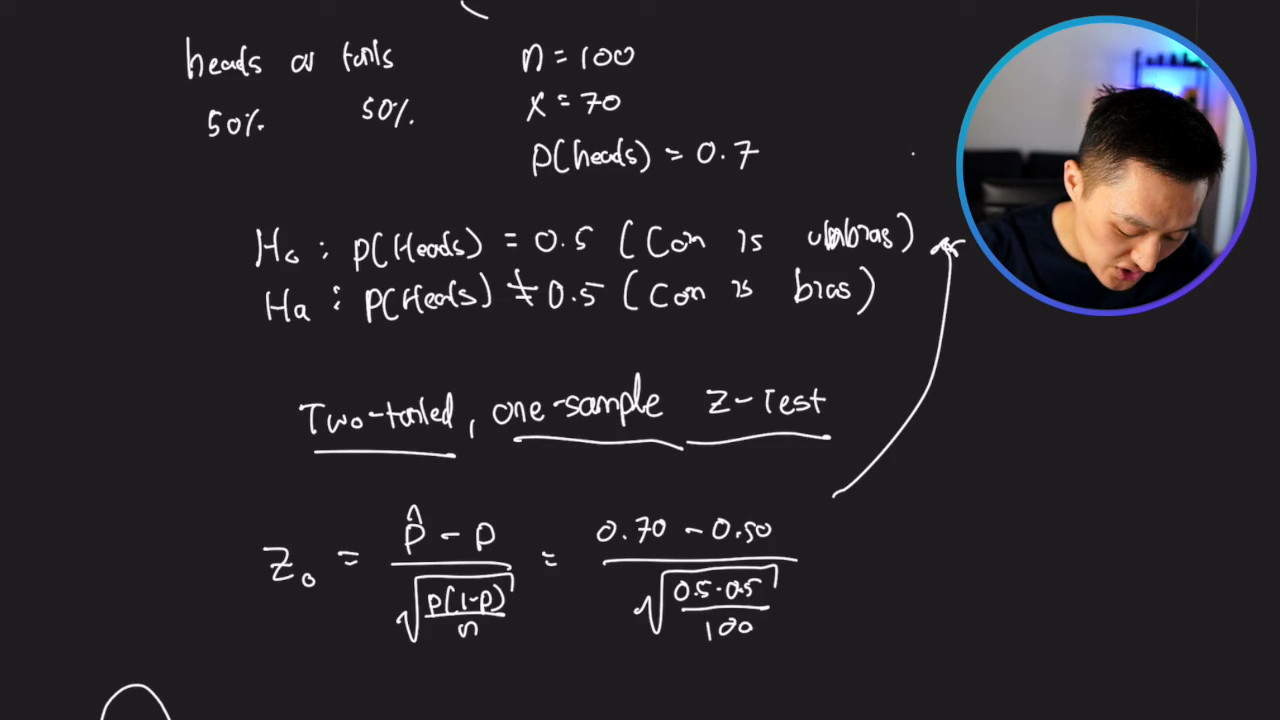 heads or tails
50% 50%
n = 100
x = 70
P(heads) = 0.7
H₀ : P(Heads) = 0.5 (Coin is unbias)
Ha : P(Heads) ≠ 0.5 (Coin is bias)
Two-tailed, one-sample Z-Test
Z₀ = (p̂ - p) / √(p(1-p)/n) = (0.70 - 0.50) / √(0.5·0.5/100)